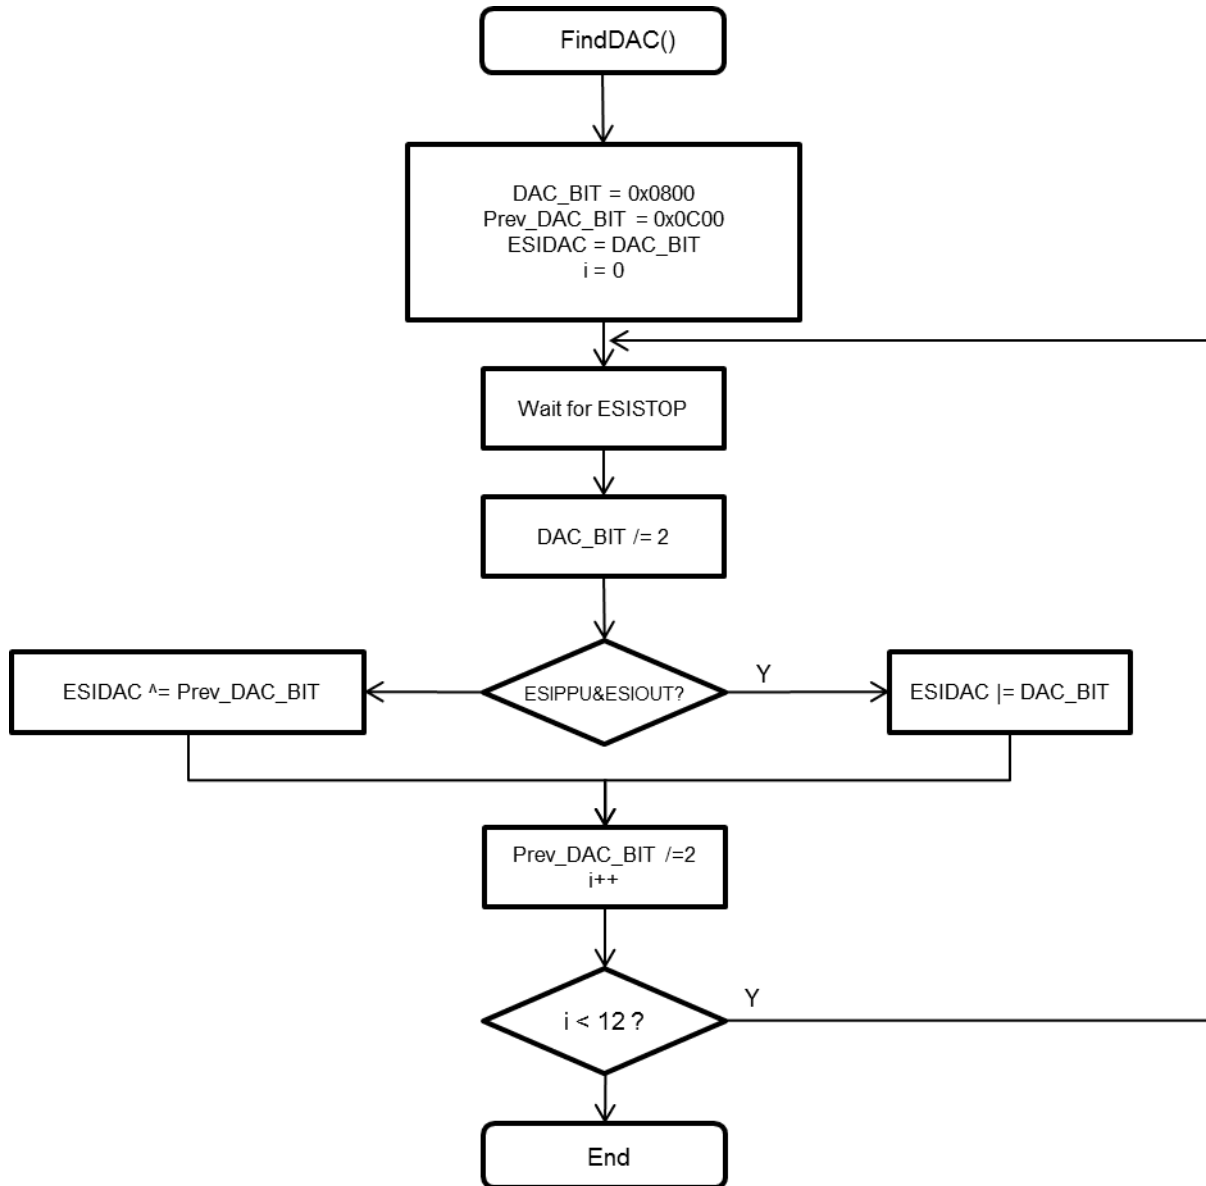 FindDAC()
DAC_BIT = 0x0800
Prev_DAC_BIT = 0x0C00
ESIDAC = DAC_BIT
i = 0
Wait for ESISTOP
DAC_BIT /= 2
ESIDAC ^= Prev_DAC_BIT
ESIPPU&ESIOUT?
Y
ESIDAC |= DAC_BIT
Prev_DAC_BIT /=2
i++
i < 12 ?
Y
End